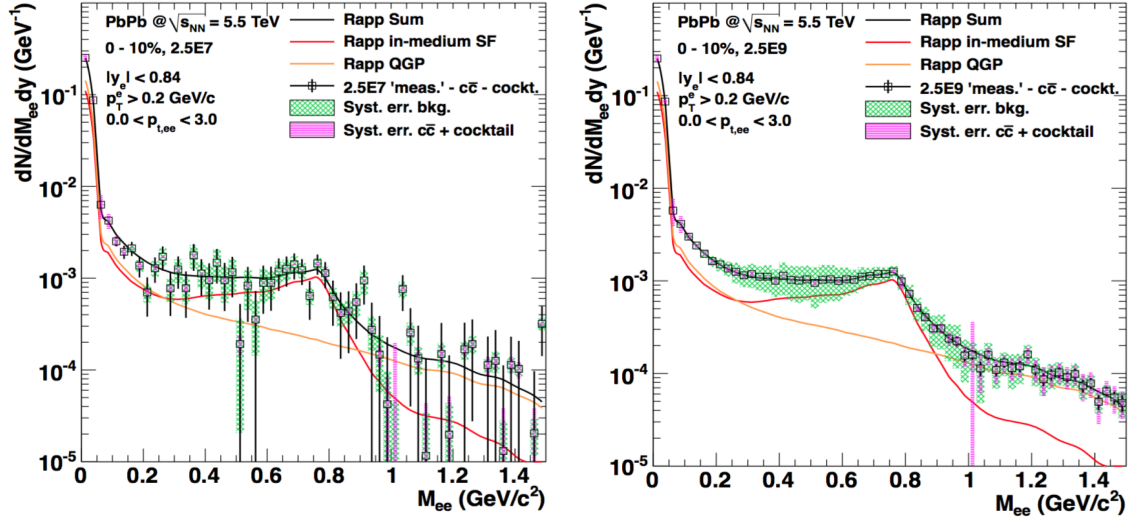 PbPb @ √s_NN = 5.5 TeV
0 - 10%, 2.5E7
|y_e| < 0.84
p_T^e > 0.2 GeV/c
0.0 < p_t,ee < 3.0
Rapp Sum
Rapp in-medium SF
Rapp QGP
2.5E7 'meas.' - cc̄ - cockt.
Syst. err. bkg.
Syst. err. cc̄ + cocktail
dN/dM_ee dy (GeV⁻¹)
10⁻¹
10⁻²
10⁻³
10⁻⁴
10⁻⁵
0 0.2 0.4 0.6 0.8 1 1.2 1.4
M_ee (GeV/c²)
PbPb @ √s_NN = 5.5 TeV
0 - 10%, 2.5E9
|y_e| < 0.84
p_T^e > 0.2 GeV/c
0.0 < p_t,ee < 3.0
Rapp Sum
Rapp in-medium SF
Rapp QGP
2.5E9 'meas.' - cc̄ - cockt.
Syst. err. bkg.
Syst. err. cc̄ + cocktail
dN/dM_ee dy (GeV⁻¹)
10⁻¹
10⁻²
10⁻³
10⁻⁴
10⁻⁵
0 0.2 0.4 0.6 0.8 1 1.2 1.4
M_ee (GeV/c²)